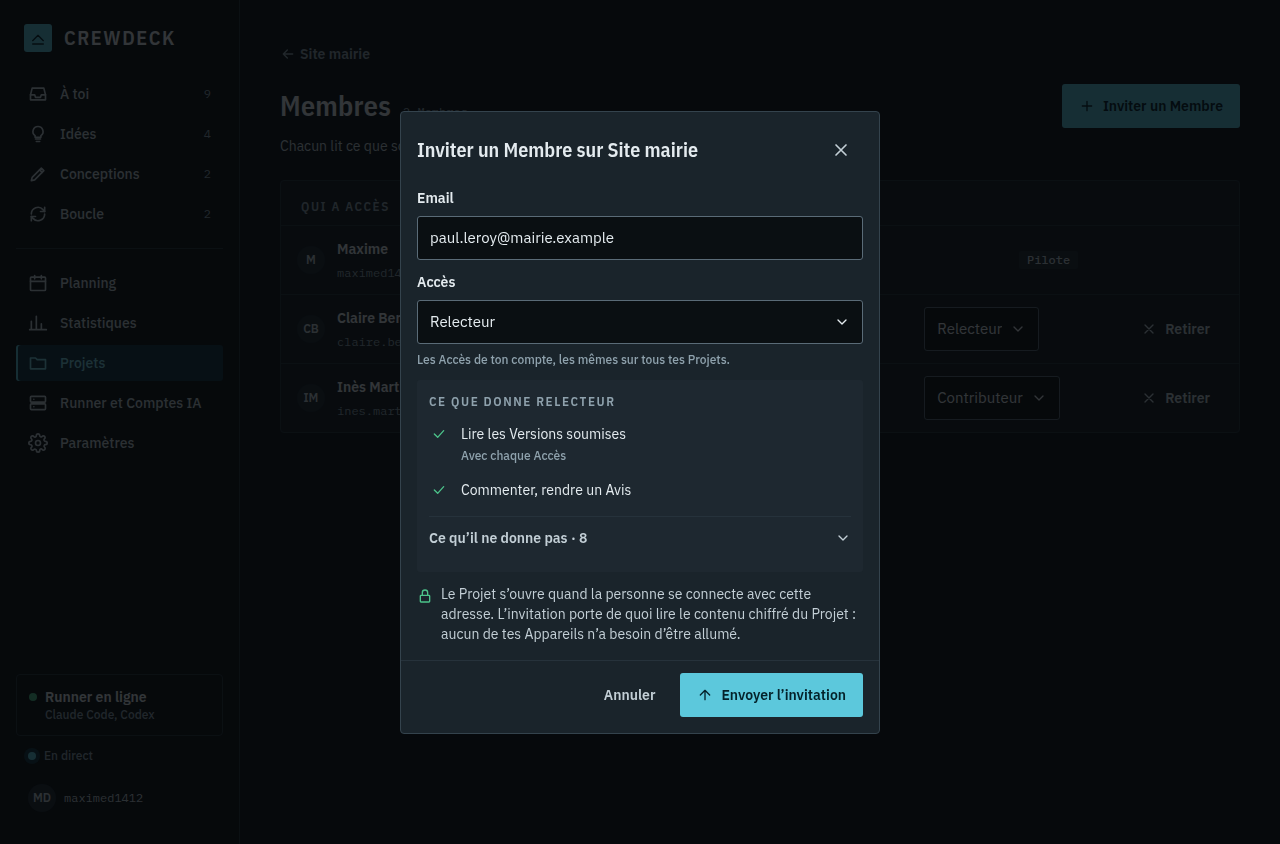 CREWDECK
À toi 9
Idées 4
Conceptions 2
Boucle 2
Planning
Statistiques
Projets
Runner et Comptes IA
Paramètres
Runner en ligne
Claude Code, Codex
En direct
MD maximed1412
Site mairie
Membres
Inviter un Membre
Chacun lit ce que
QUI A ACCÈS
M Maxime
maximed14
Pilote
CB Claire Ber
claire.be
Relecteur
Retirer
IM Inès Mart
ines.mart
Contributeur
Retirer
Inviter un Membre sur Site mairie
Email
paul.leroy@mairie.example
Accès
Relecteur
Les Accès de ton compte, les mêmes sur tous tes Projets.
CE QUE DONNE RELECTEUR
Lire les Versions soumises
Avec chaque Accès
Commenter, rendre un Avis
Ce qu’il ne donne pas · 8
Le Projet s’ouvre quand la personne se connecte avec cette
adresse. L’invitation porte de quoi lire le contenu chiffré du Projet :
aucun de tes Appareils n’a besoin d’être allumé.
Annuler
Envoyer l’invitation